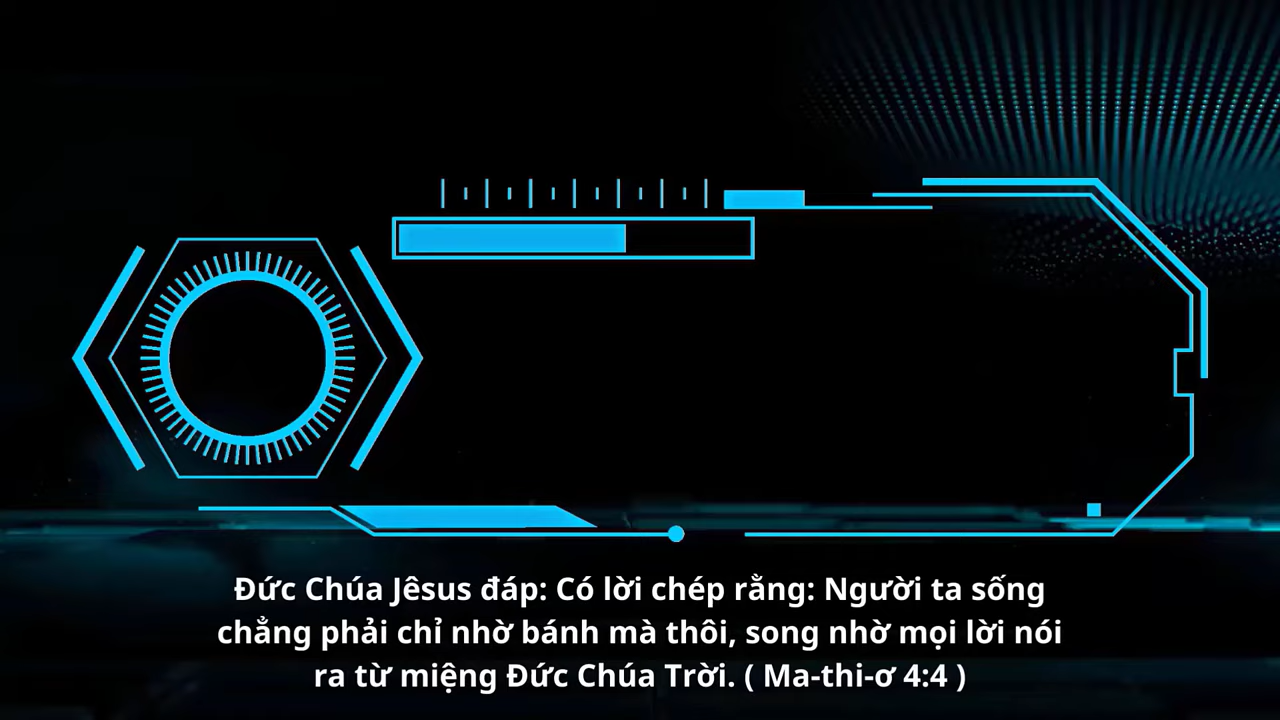 Đức Chúa Jêsus đáp: Có lời chép rằng: Người ta sống
chẳng phải chỉ nhờ bánh mà thôi, song nhờ mọi lời nói
ra từ miệng Đức Chúa Trời. ( Ma-thi-ơ 4:4 )